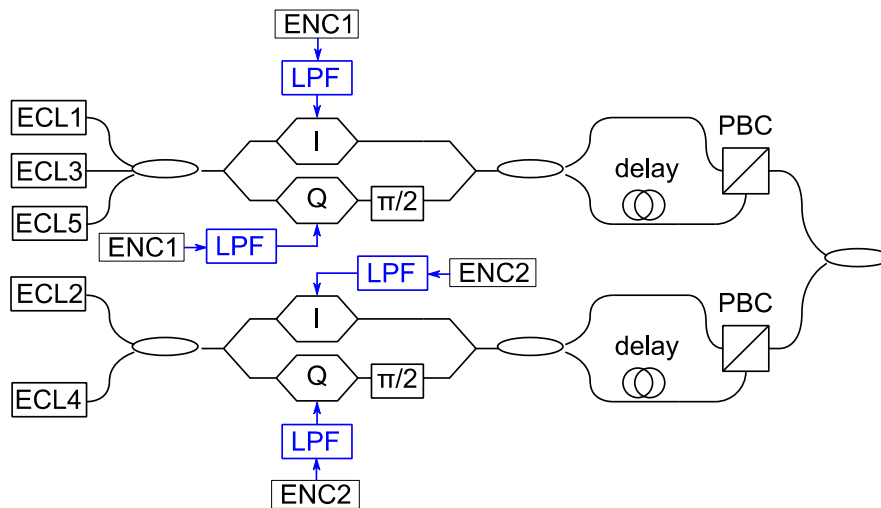 ENC1
LPF
ECL1
ECL3
ECL5
I
Q
π/2
delay
PBC
ENC1
LPF
LPF
ENC2
ECL2
ECL4
I
Q
π/2
delay
PBC
LPF
ENC2